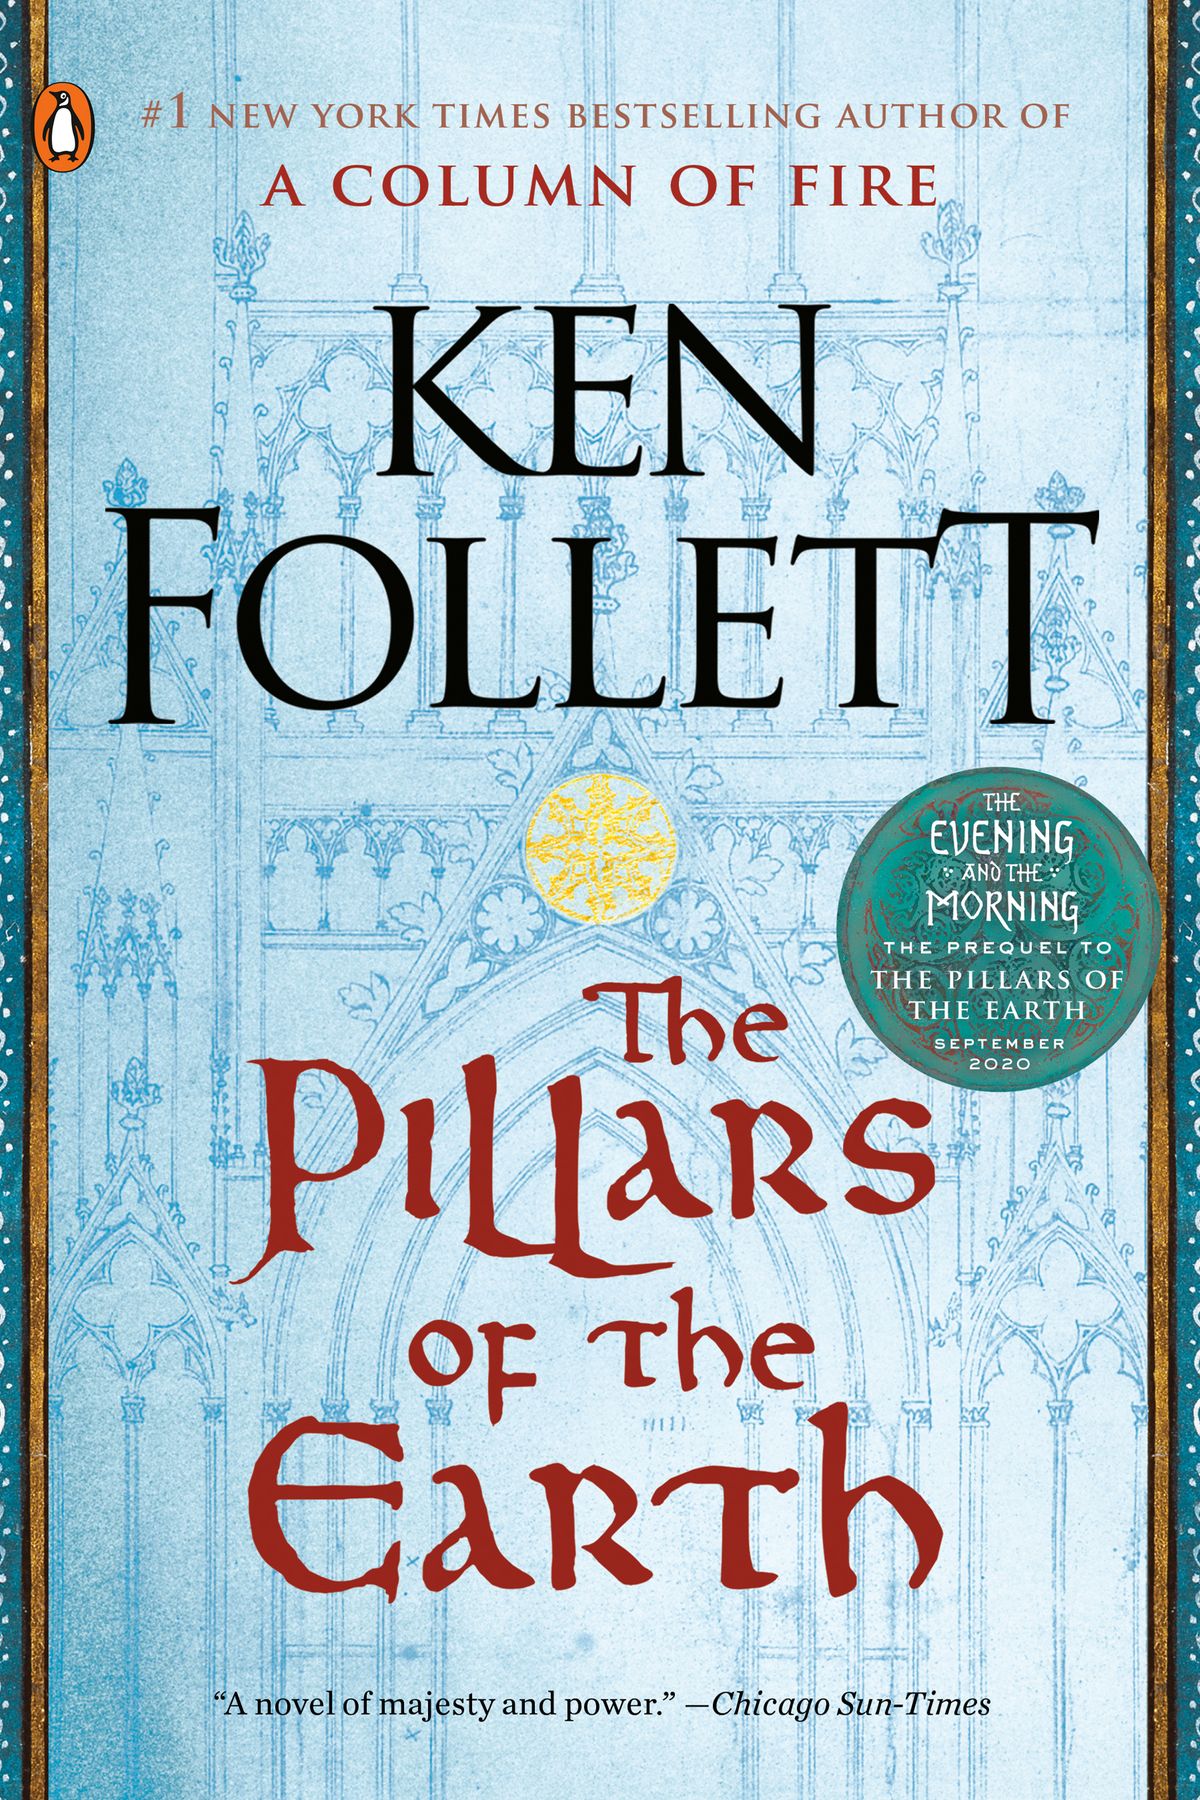 #1 NEW YORK TIMES BESTSELLING AUTHOR OF
A COLUMN OF FIRE
KEN
FOLLETT
THE
EVENING
AND THE
MORNING
THE PREQUEL TO
THE PILLARS OF
THE EARTH
SEPTEMBER
2020
The
Pillars
of the
Earth
“A novel of majesty and power.” —Chicago Sun-Times